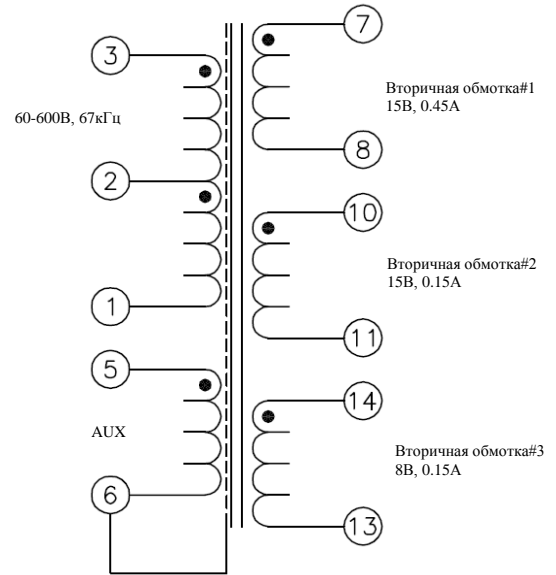 3
60-600В, 67кГц
2
1
5
AUX
6
7
Вторичная обмотка#1
15В, 0.45А
8
10
Вторичная обмотка#2
15В, 0.15А
11
14
Вторичная обмотка#3
8В, 0.15А
13